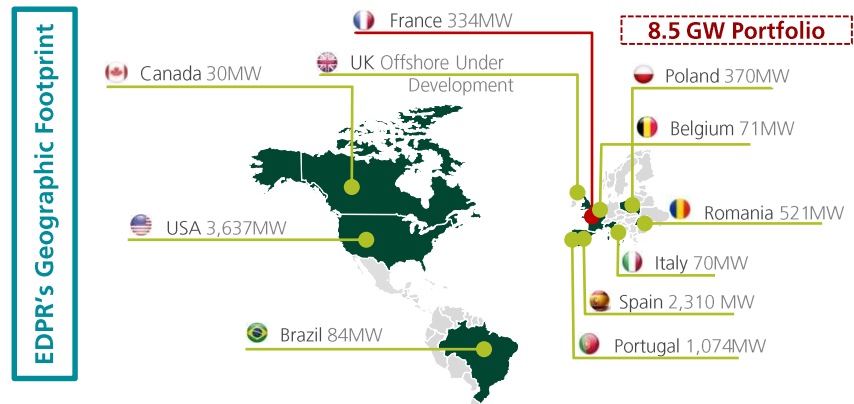 EDPR's Geographic Footprint
France 334MW
8.5 GW Portfolio
UK Offshore Under
Development
Canada 30MW
Poland 370MW
Belgium 71MW
USA 3,637MW
Romania 521MW
Italy 70MW
Spain 2,310 MW
Brazil 84MW
Portugal 1,074MW